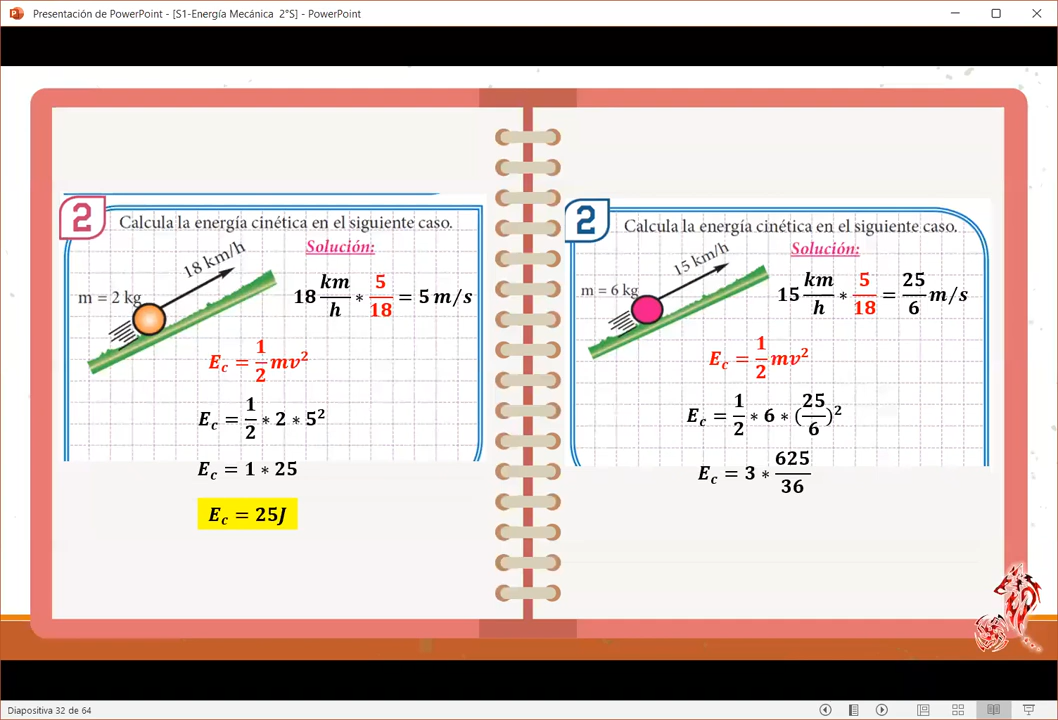 Presentación de PowerPoint - [S1-Energía Mecánica  2°S] - PowerPoint
2
Calcula la energía cinética en el siguiente caso.
Solución:
18 km/h
m = 2 kg
18 km/h * 5/18 = 5 m/s
E_c = 1/2 mv²
E_c = 1/2 * 2 * 5²
E_c = 1 * 25
E_c = 25J
2
Calcula la energía cinética en el siguiente caso.
Solución:
15 km/h
m = 6 kg
15 km/h * 5/18 = 25/6 m/s
E_c = 1/2 mv²
E_c = 1/2 * 6 * (25/6)²
E_c = 3 * 625/36
Diapositiva 32 de 64